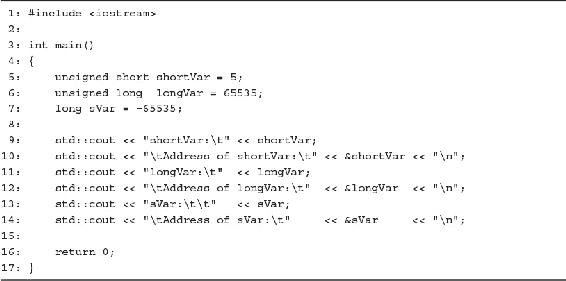 1: #include <iostream>
2:
3: int main()
4: {
5:     unsigned short shortVar = 5;
6:     unsigned long  longVar = 65535;
7:     long sVar = -65535;
8:
9:     std::cout << "shortVar:\t" << shortVar;
10:     std::cout << "\tAddress of shortVar:\t" << &shortVar << "\n";
11:     std::cout << "longVar:\t"  << longVar;
12:     std::cout << "\tAddress of longVar:\t"  << &longVar  << "\n";
13:     std::cout << "sVar:\t\t"   << sVar;
14:     std::cout << "\tAddress of sVar:\t"     << &sVar     << "\n";
15:
16:     return 0;
17: }